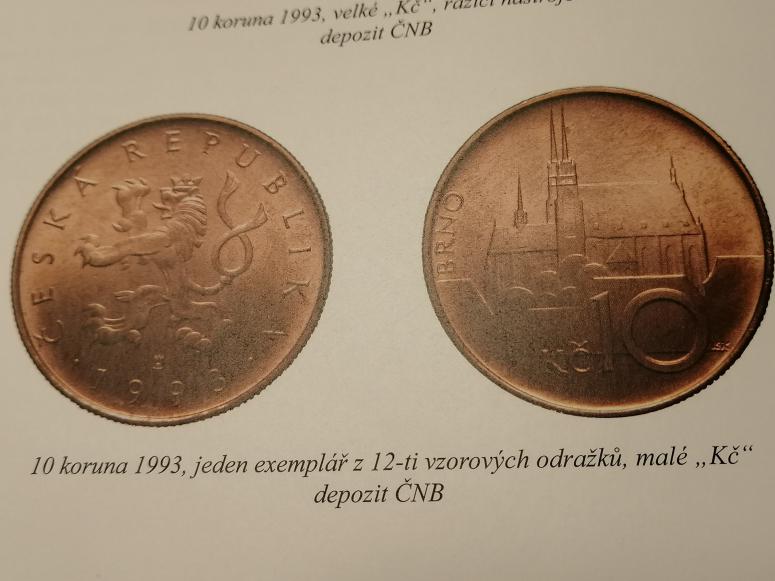 10 koruna 1993, velké „Kč“, razicí
depozit ČNB
ČESKÁ REPUBLIKA
· 1993 ·
BRNO
10
KČ
LK
10 koruna 1993, jeden exemplář z 12-ti vzorových odražků, malé „Kč“
depozit ČNB